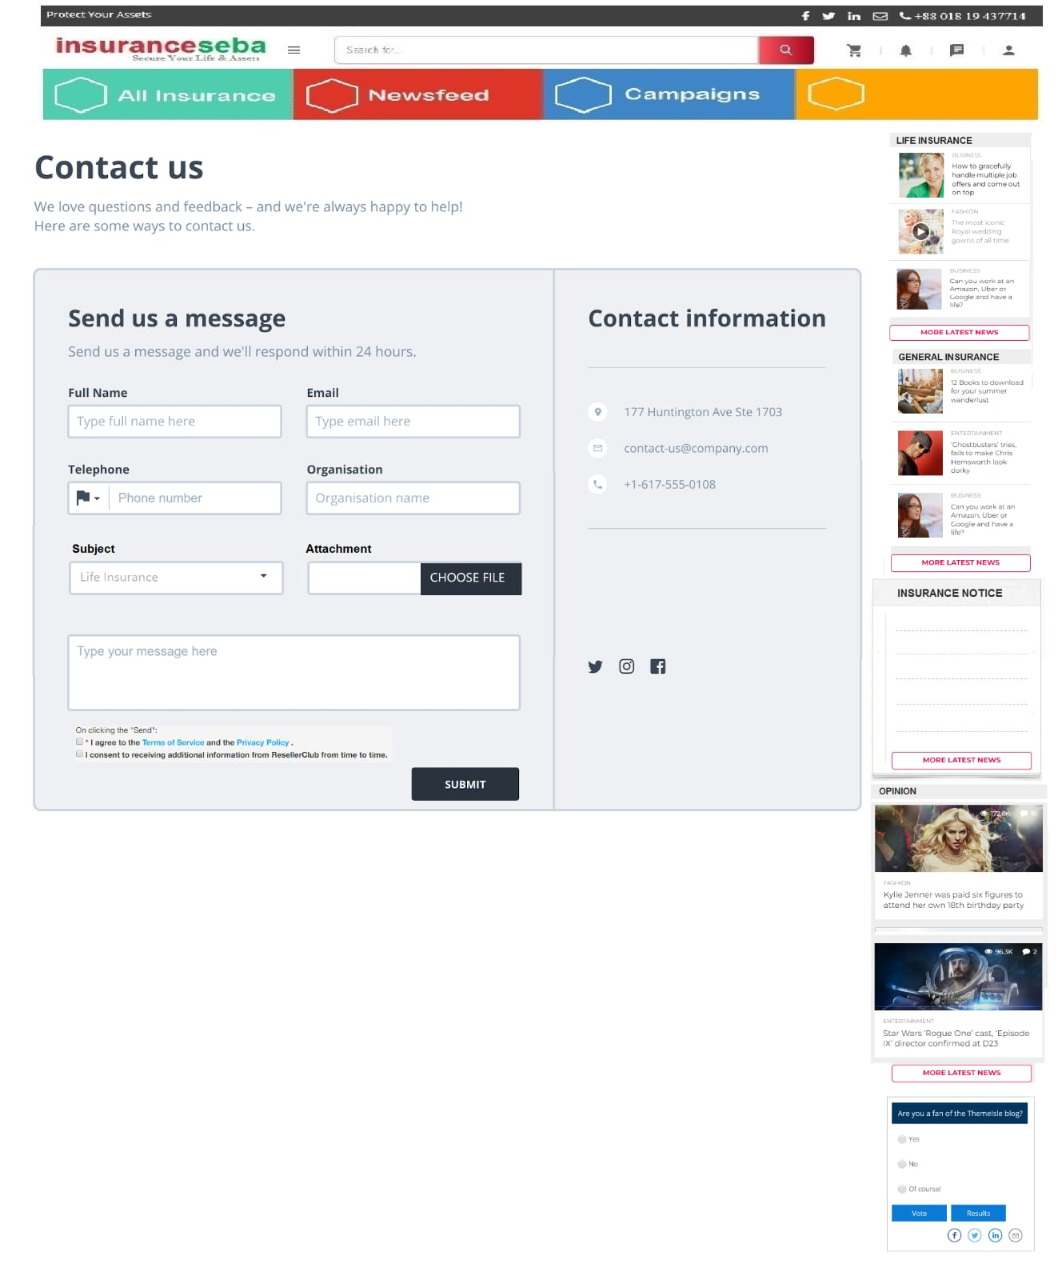 Protect Your Assets
+88 018 19 437714
insuranceseba
Secure Your Life & Assets
Search for...
All Insurance
Newsfeed
Campaigns
Contact us
We love questions and feedback – and we're always happy to help!
Here are some ways to contact us.
Send us a message
Send us a message and we'll respond within 24 hours.
Full Name
Email
Type full name here
Type email here
Telephone
Organisation
Phone number
Organisation name
Subject
Attachment
Life Insurance
CHOOSE FILE
Type your message here
On clicking the "Send":
* I agree to the Terms of Service and the Privacy Policy .
I consent to receiving additional information from ResellerClub from time to time.
SUBMIT
Contact information
177 Huntington Ave Ste 1703
contact-us@company.com
+1-617-555-0108
LIFE INSURANCE
BUSINESS
How to gracefully
handle multiple job
offers and come out
on top
FASHION
The most iconic
Royal wedding
gowns of all time
BUSINESS
Can you work at an
Amazon, Uber or
Google and have a
life?
MORE LATEST NEWS
GENERAL INSURANCE
BUSINESS
12 Books to download
for your summer
wanderlust
ENTERTAINMENT
'Ghostbusters' tries,
fails to make Chris
Hemsworth look
dorky
BUSINESS
Can you work at an
Amazon, Uber or
Google and have a
life?
MORE LATEST NEWS
INSURANCE NOTICE
MORE LATEST NEWS
OPINION
FASHION
Kylie Jenner was paid six figures to
attend her own 18th birthday party
96.3K 2
ENTERTAINMENT
Star Wars 'Rogue One' cast, 'Episode
IX' director confirmed at D23
MORE LATEST NEWS
Are you a fan of the ThemeIsle blog?
Yes
No
Of course!
Vote
Results